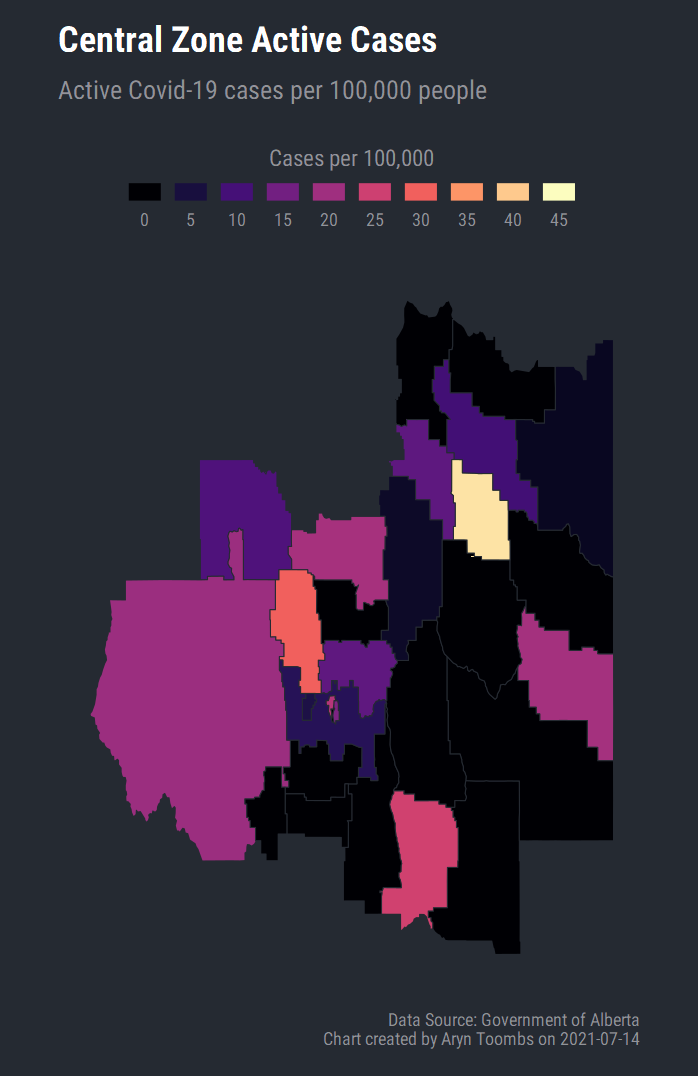 Central Zone Active Cases
Active Covid-19 cases per 100,000 people
Cases per 100,000
0 5 10 15 20 25 30 35 40 45
Data Source: Government of Alberta
Chart created by Aryn Toombs on 2021-07-14